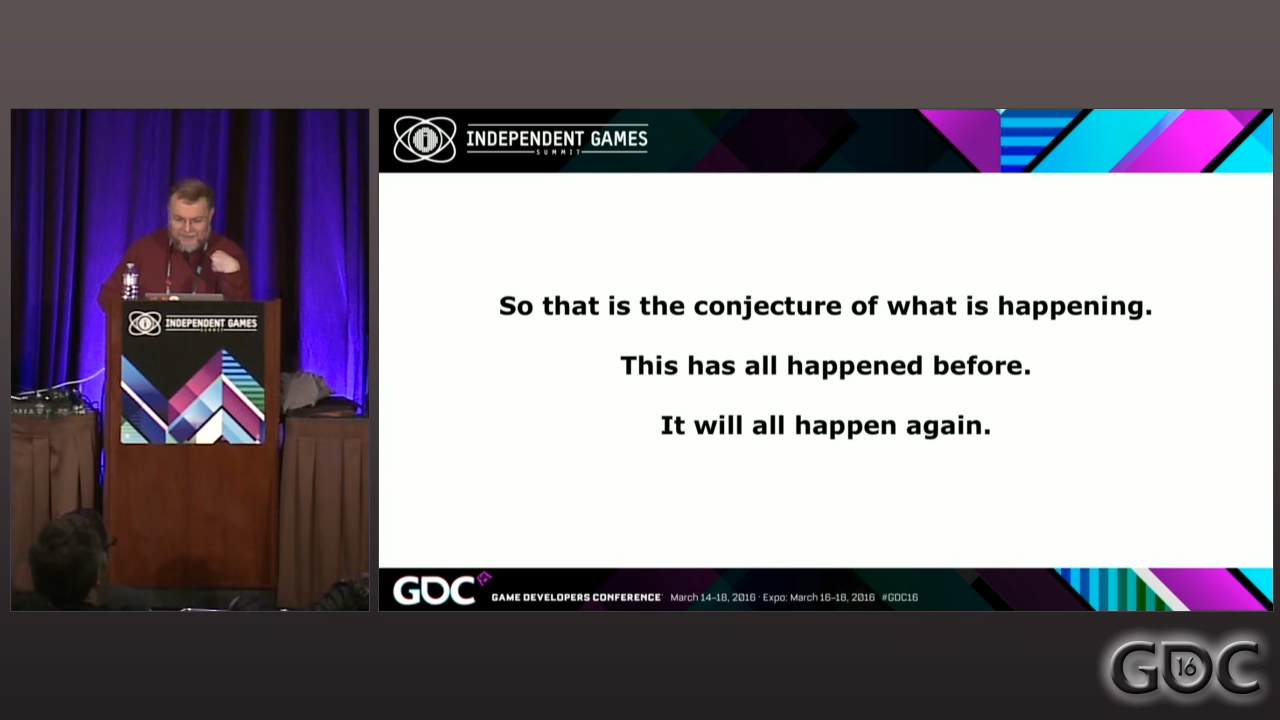 INDEPENDENT GAMES
SUMMIT
INDEPENDENT GAMES
SUMMIT
So that is the conjecture of what is happening.
This has all happened before.
It will all happen again.
GDC
GAME DEVELOPERS CONFERENCE March 14-18, 2016 · Expo: March 16-18, 2016 #GDC16
GDC 16